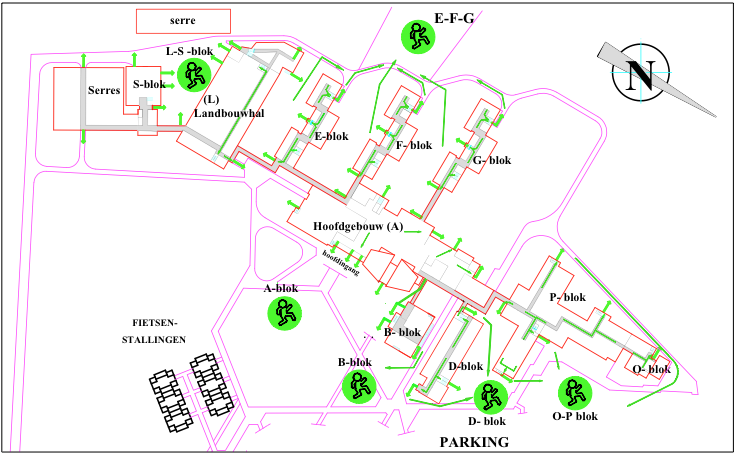 serre
E-F-G
L-S -blok
Serres
S-blok
(L)
Landbouwhal
N
E-blok
F- blok
G- blok
Hoofdgebouw (A)
hoofdingang
A-blok
P- blok
FIETSEN-
STALLINGEN
B- blok
B-blok
D-blok
O- blok
D- blok
O-P blok
PARKING